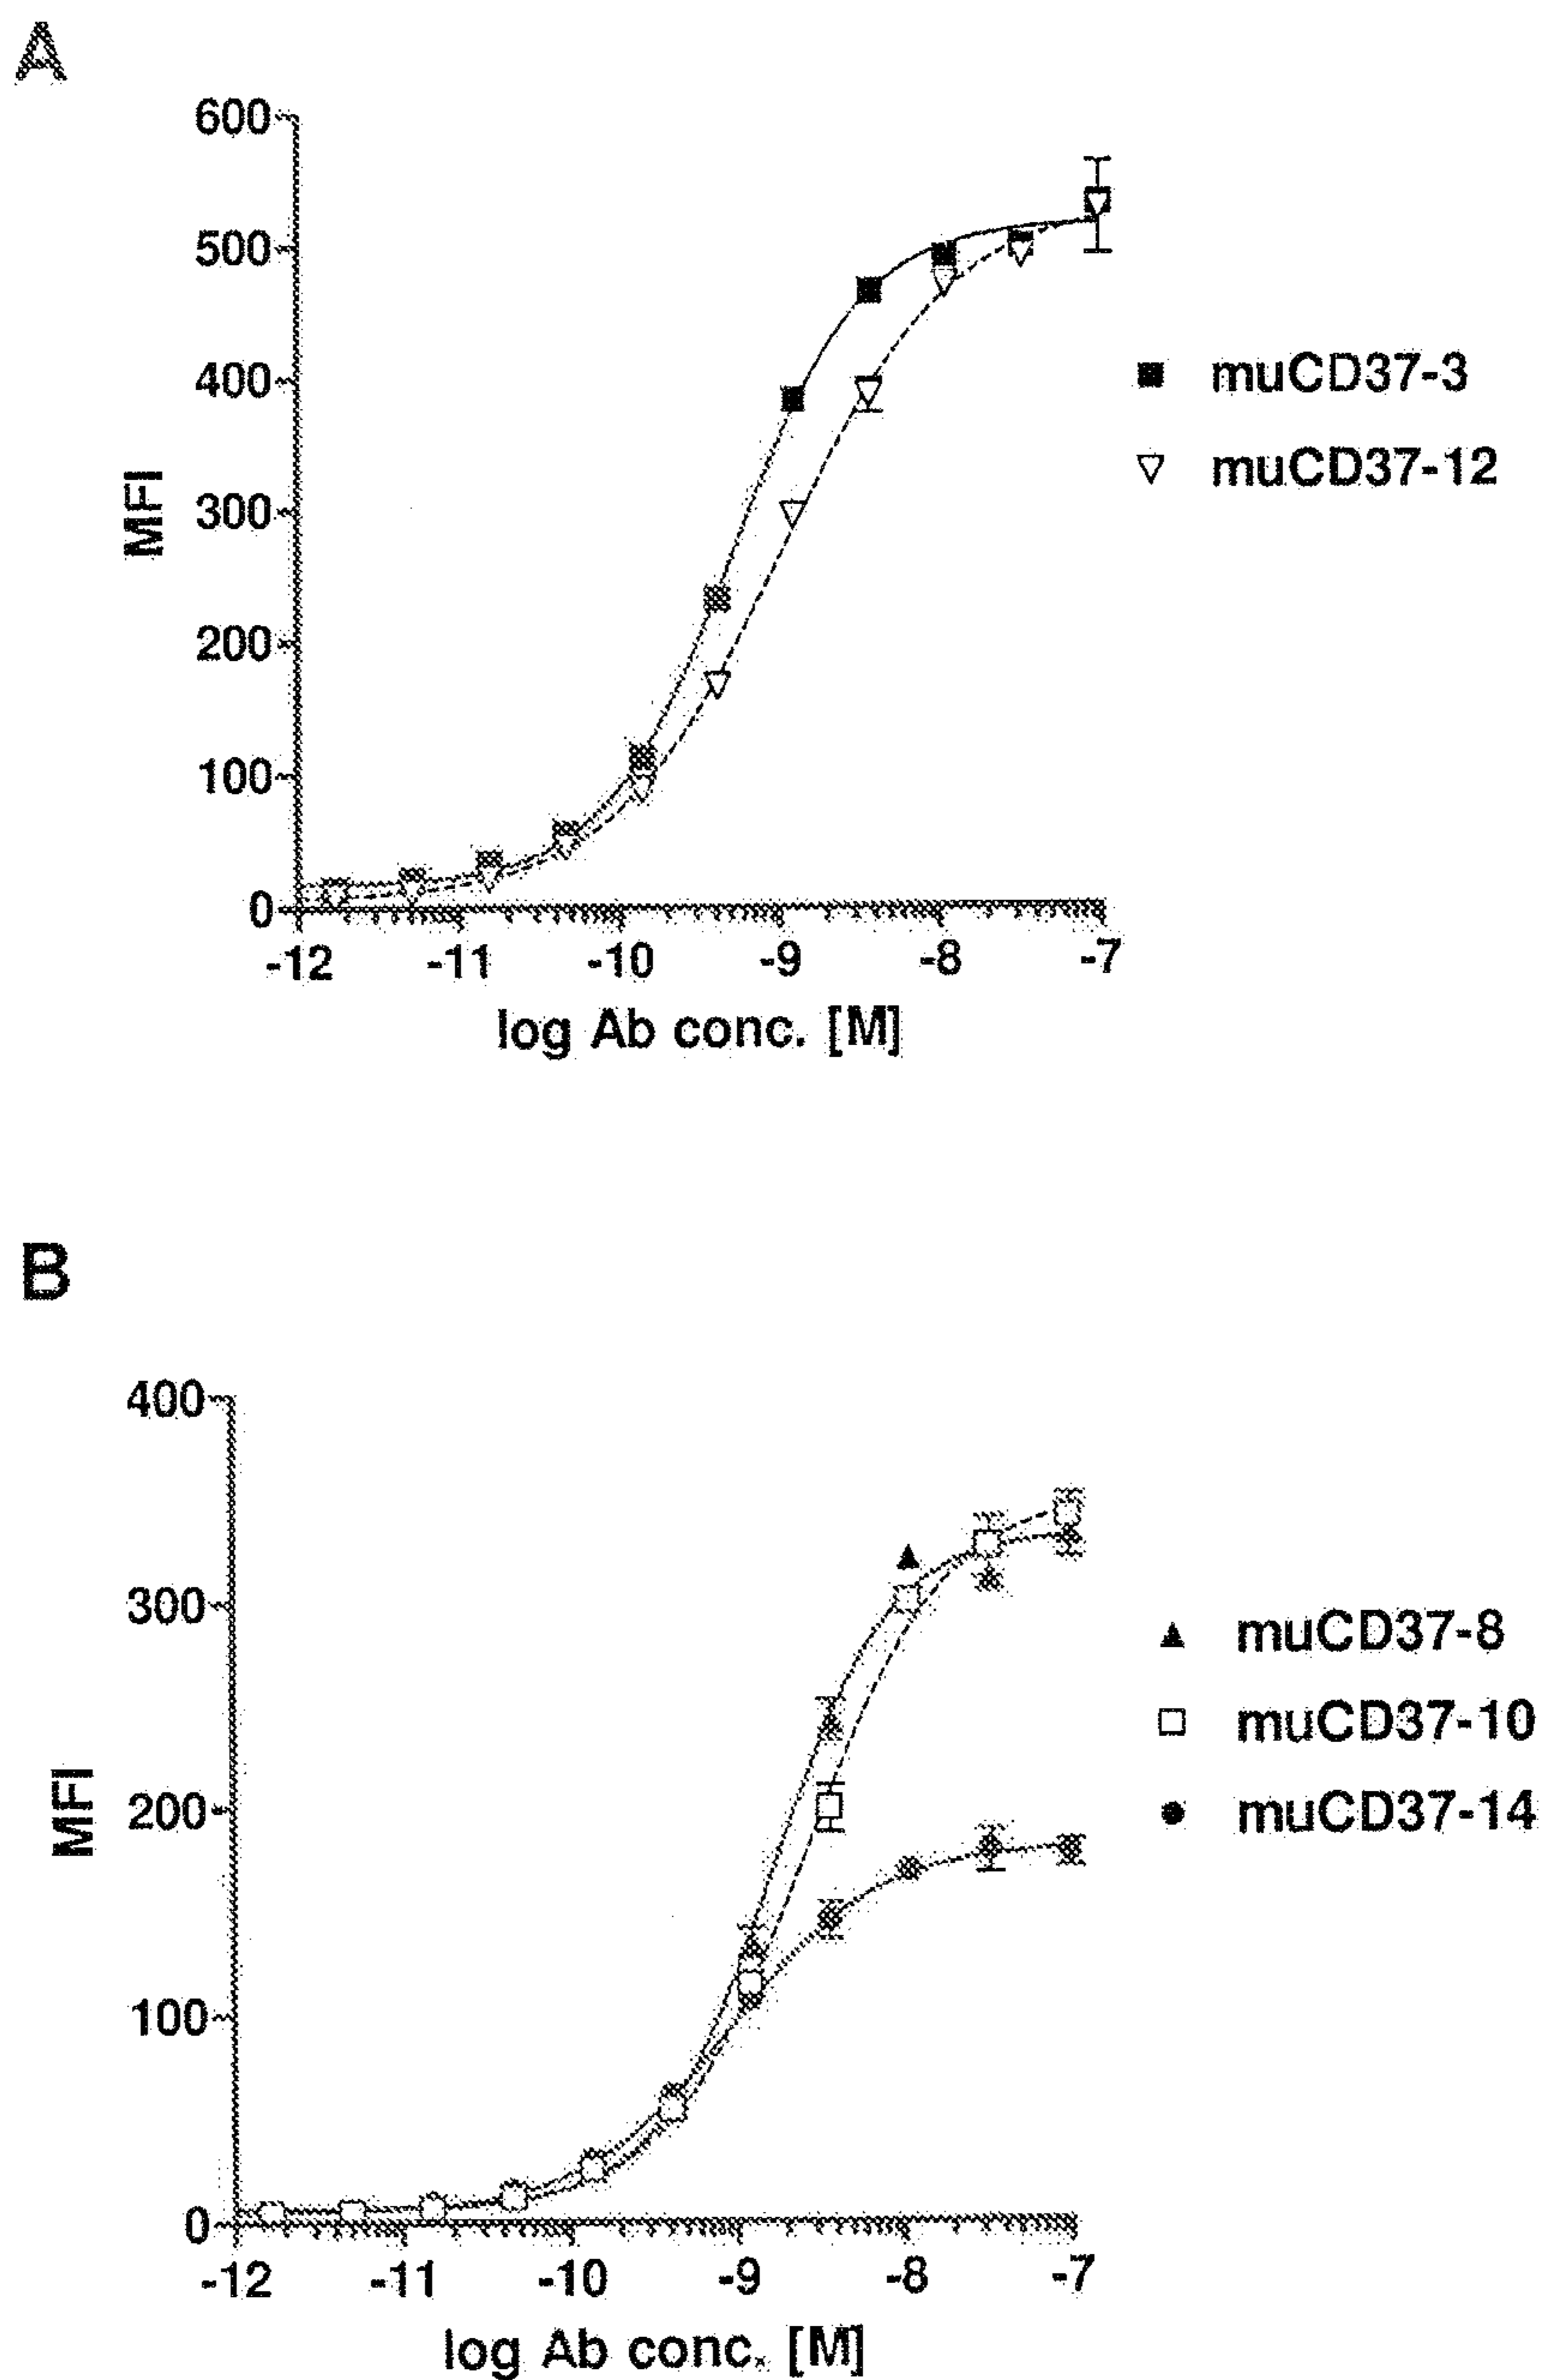 A
600
500
400
300
200
100
0
MFI
-12 -11 -10 -9 -8 -7
log Ab conc. [M]
muCD37-3
muCD37-12
B
400
300
200
100
0
MFI
-12 -11 -10 -9 -8 -7
log Ab conc. [M]
muCD37-8
muCD37-10
muCD37-14